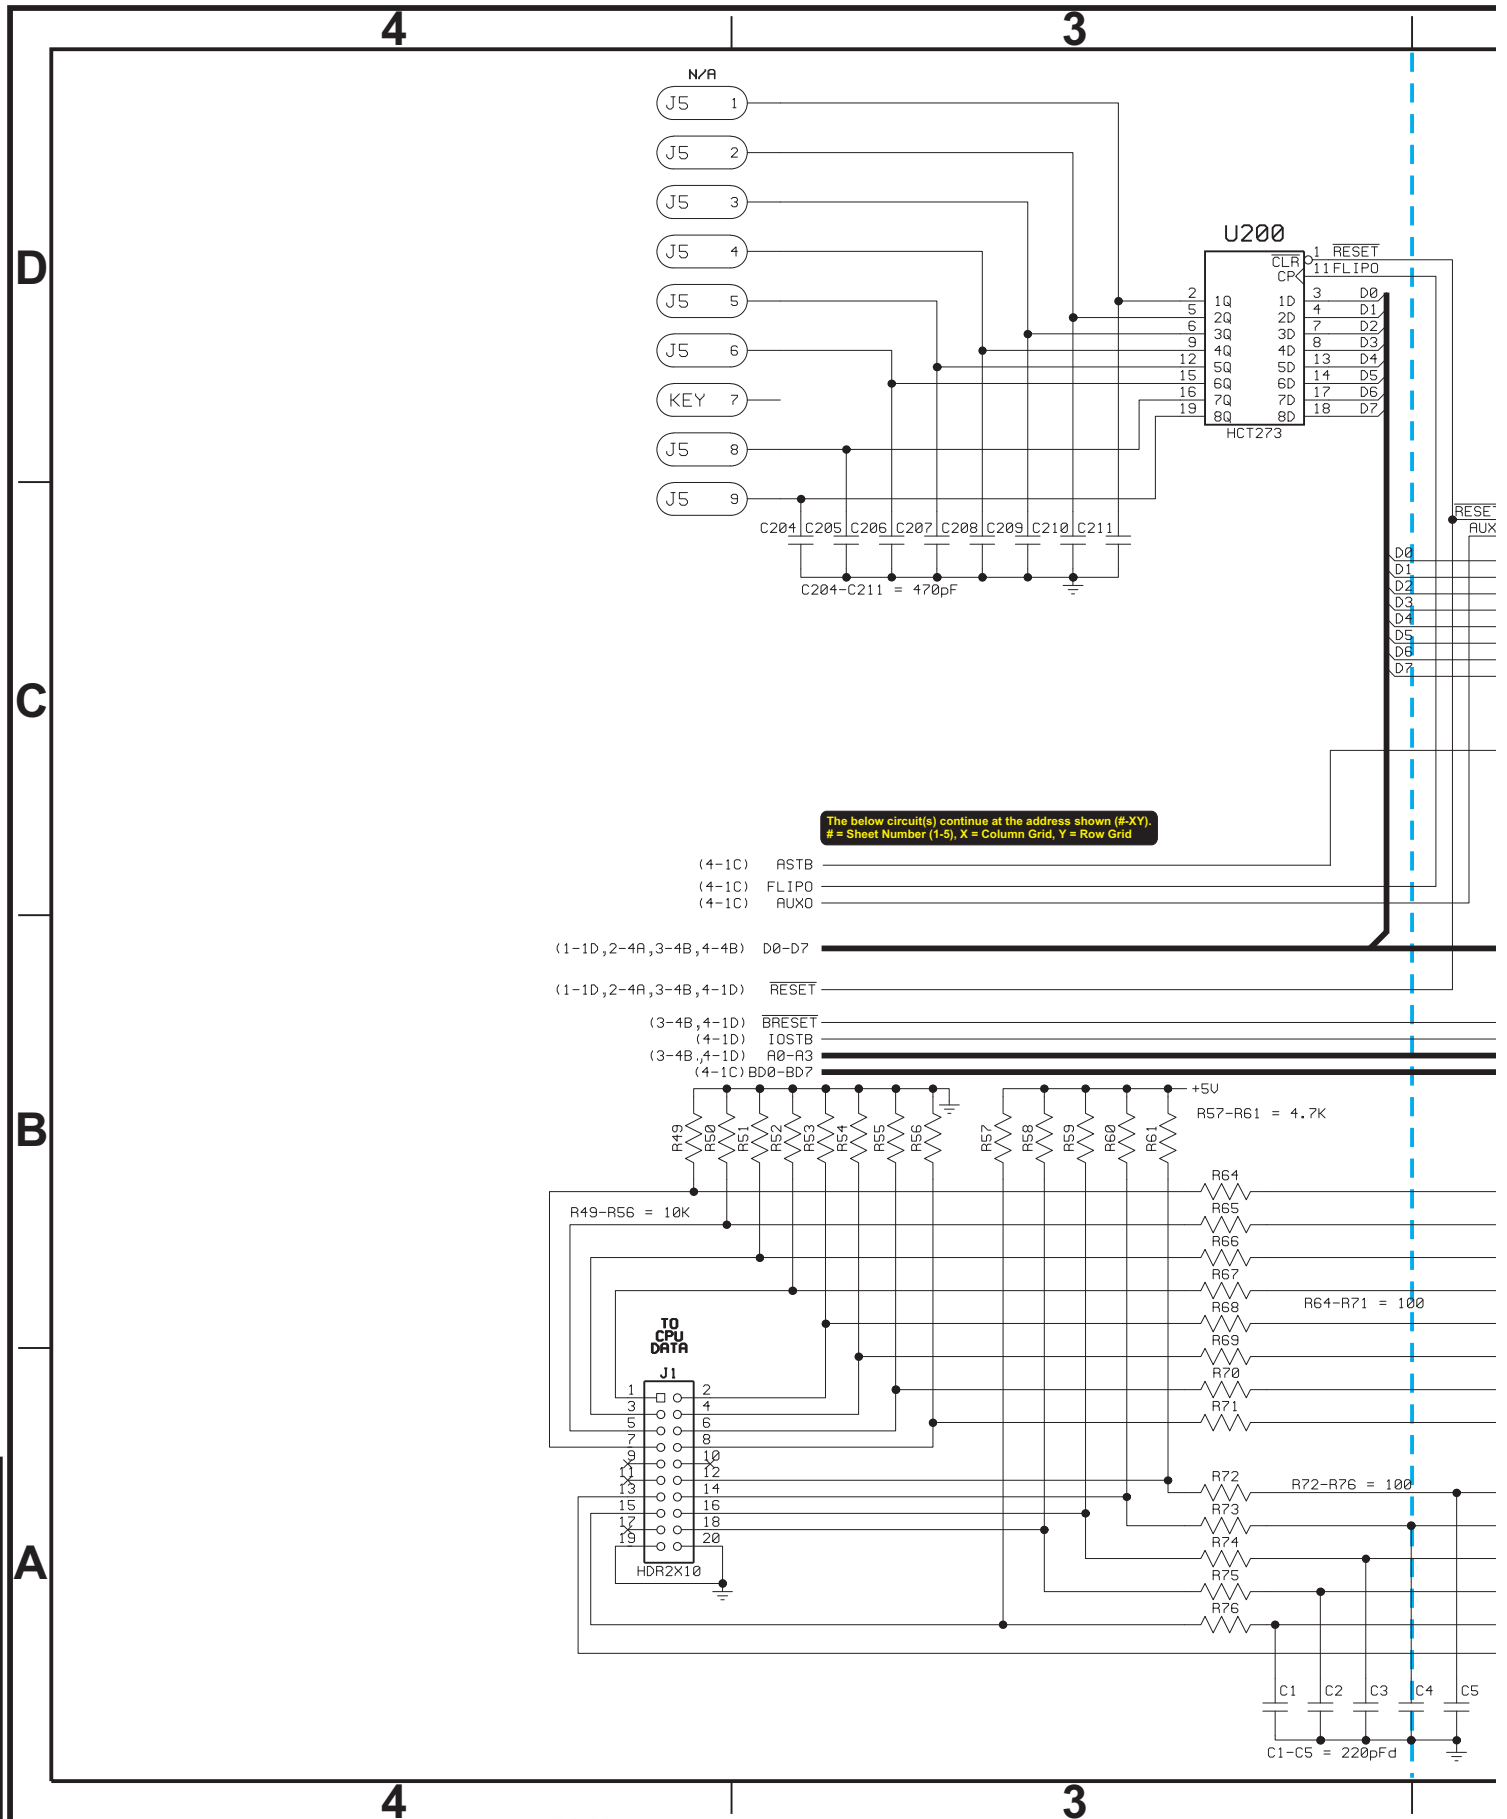 4 3
N/A
J5 1
J5 2
J5 3
J5 4
J5 5
J5 6
KEY 7
J5 8
J5 9
D
U200
CLR 1 RESET
CP 11 FLIPO
2 1Q 1D 3 D0
5 2Q 2D 4 D1
6 3Q 3D 7 D2
9 4Q 4D 8 D3
12 5Q 5D 13 D4
15 6Q 6D 14 D5
16 7Q 7D 17 D6
19 8Q 8D 18 D7
HCT273
C204 C205 C206 C207 C208 C209 C210 C211
C204-C211 = 470pF
RESET
AUX
D0
D1
D2
D3
D4
D5
D6
D7
C
The below circuit(s) continue at the address shown (#-XY).
# = Sheet Number (1-5), X = Column Grid, Y = Row Grid
(4-1C) ASTB
(4-1C) FLIPO
(4-1C) AUXO
(1-1D,2-4A,3-4B,4-4B) D0-D7
(1-1D,2-4A,3-4B,4-1D) RESET
(3-4B,4-1D) BRESET
(4-1D) IOSTB
(3-4B,4-1D) A0-A3
(4-1C) BD0-BD7
B
+5V
R57-R61 = 4.7K
R49 R50 R51 R52 R53 R54 R55 R56 R57 R58 R59 R60 R61
R64
R49-R56 = 10K
R65
R66
R67
R64-R71 = 100
R68
R69
R70
R71
TO
CPU
DATA
J1
1 2
3 4
5 6
7 8
9 10
11 12
13 14
15 16
17 18
19 20
HDR2X10
A
R72
R72-R76 = 100
R73
R74
R75
R76
C1 C2 C3 C4 C5
C1-C5 = 220pFd
4 3